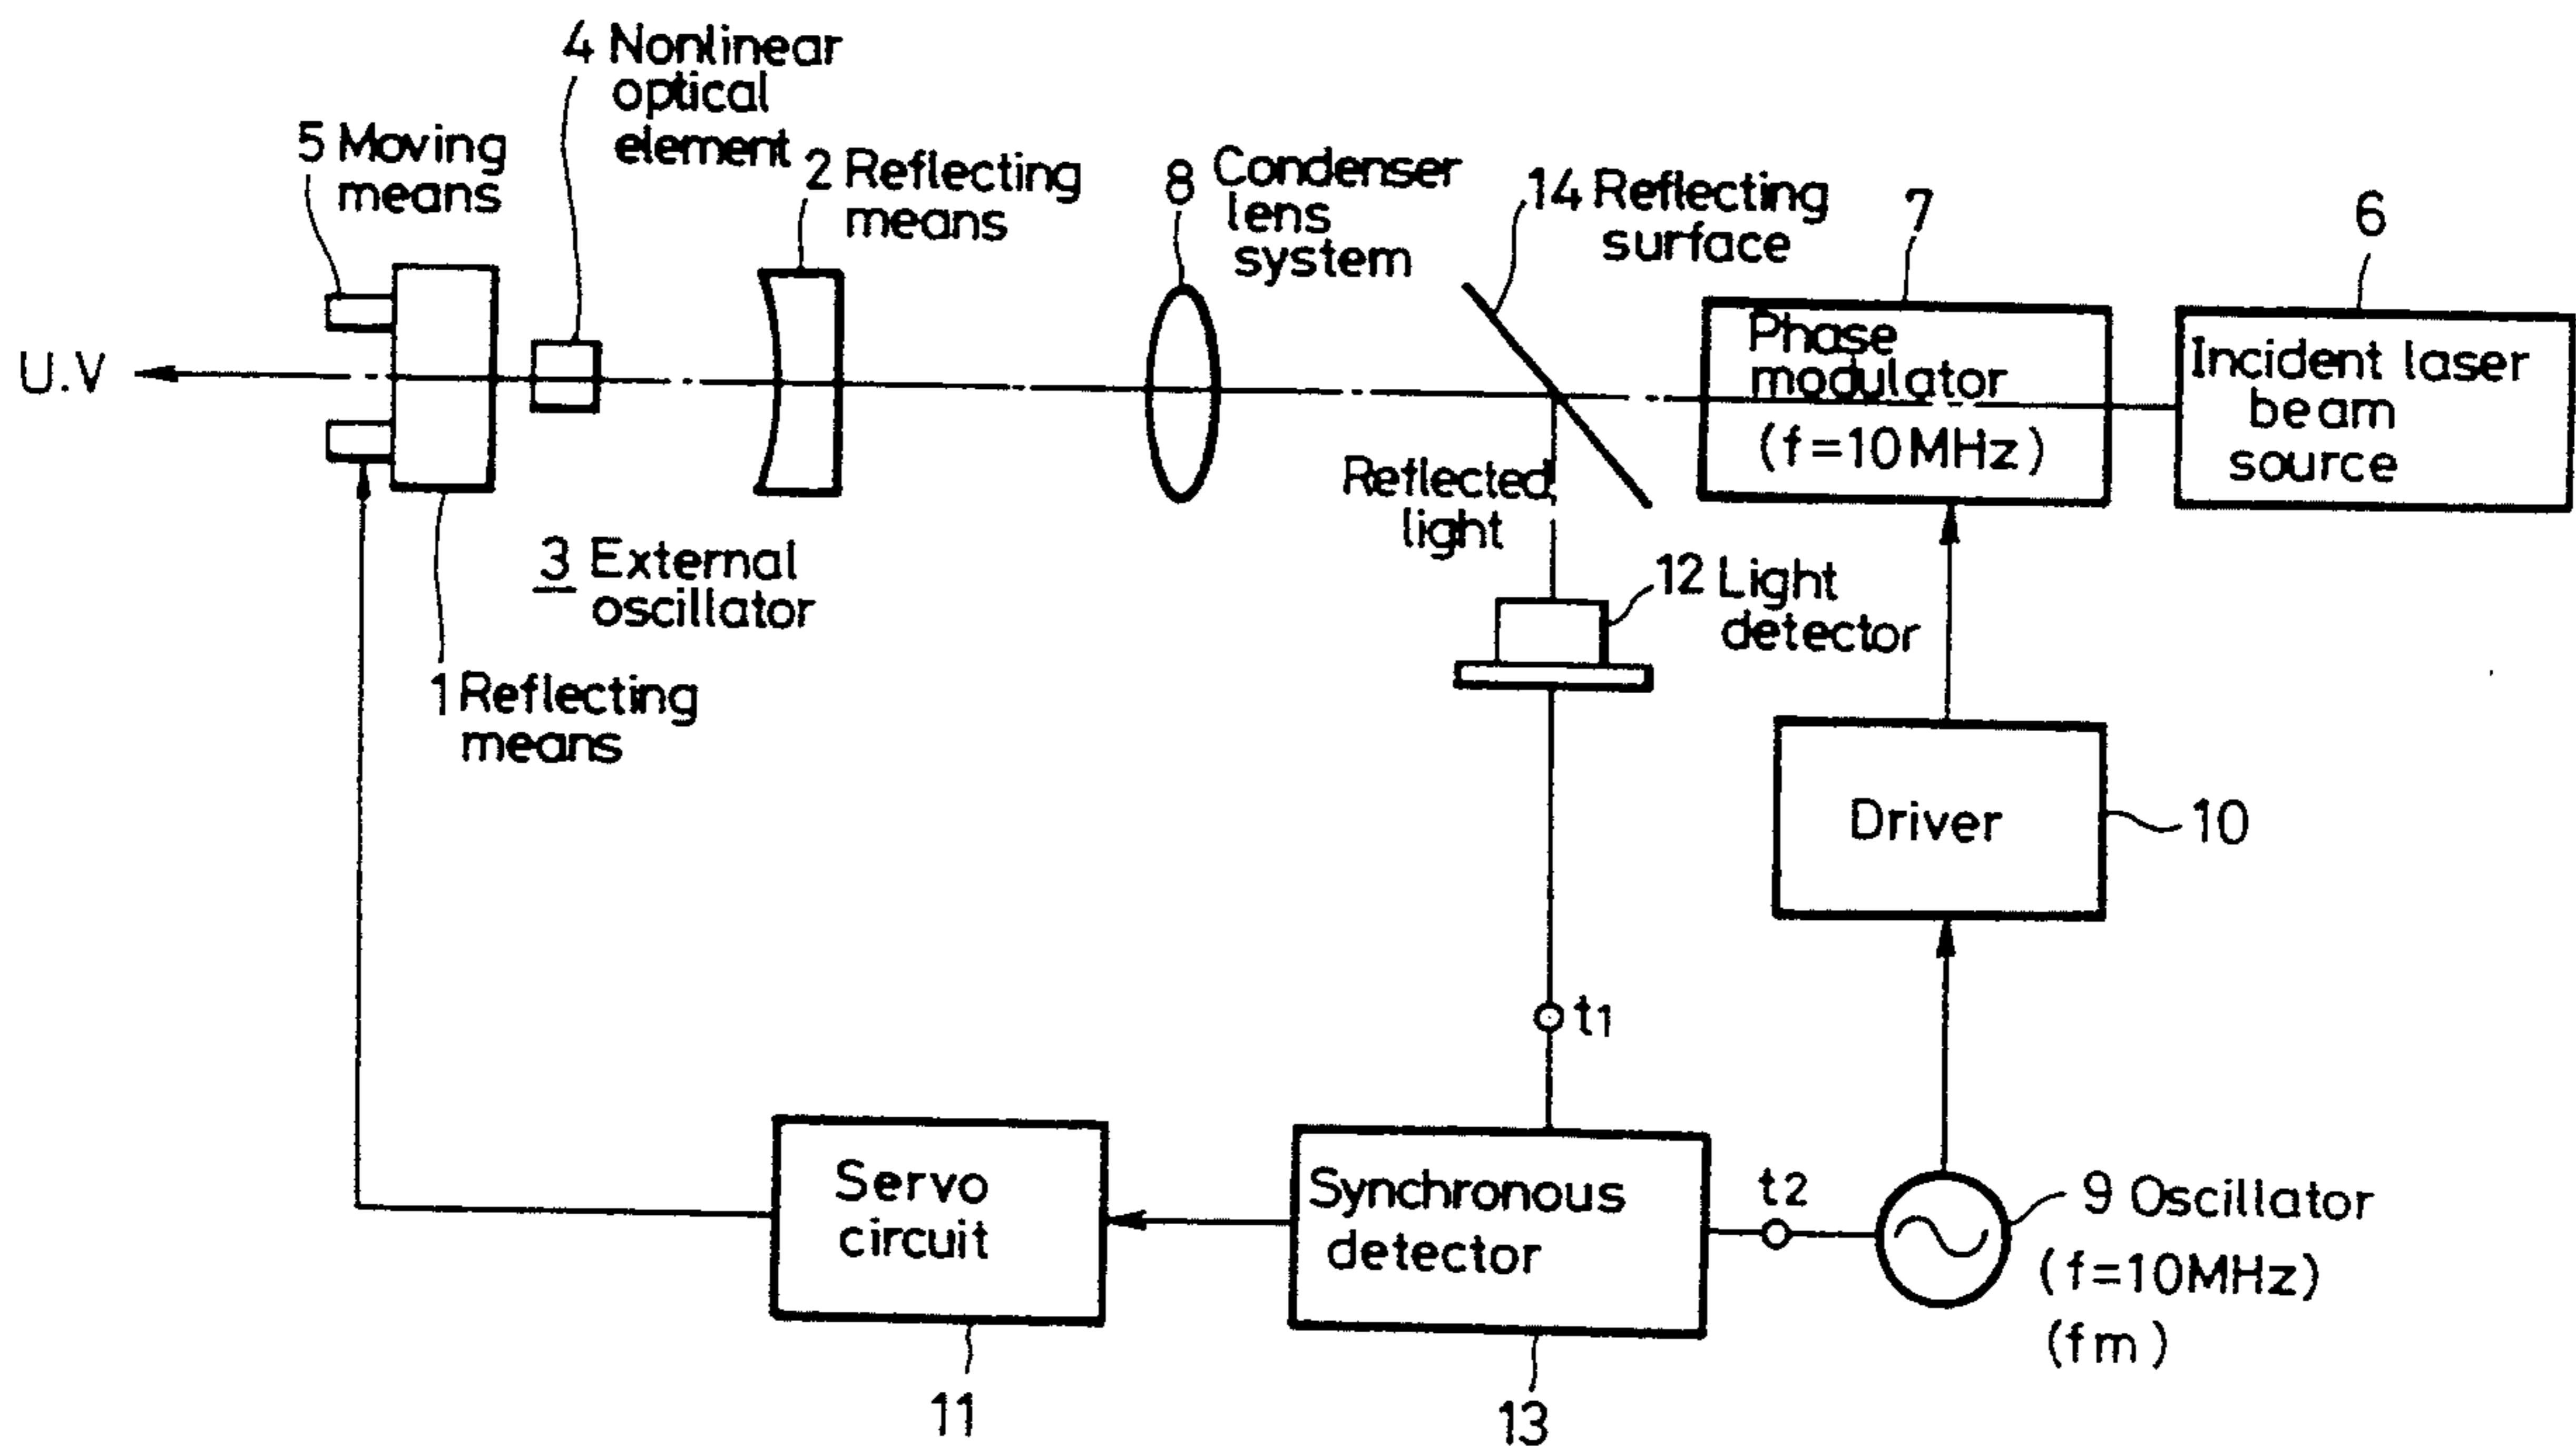 4 Nonlinear
optical
element
5 Moving
means
2 Reflecting
means
8 Condenser
lens
system
14 Reflecting
surface
7
6
U.V
Phase
modulator
(f=10MHz)
Incident laser
beam
source
Reflected
light
3 External
oscillator
12 Light
detector
1 Reflecting
means
Driver
10
t1
Servo
circuit
Synchronous
detector
t2
9 Oscillator
(f=10MHz)
(fm)
11
13